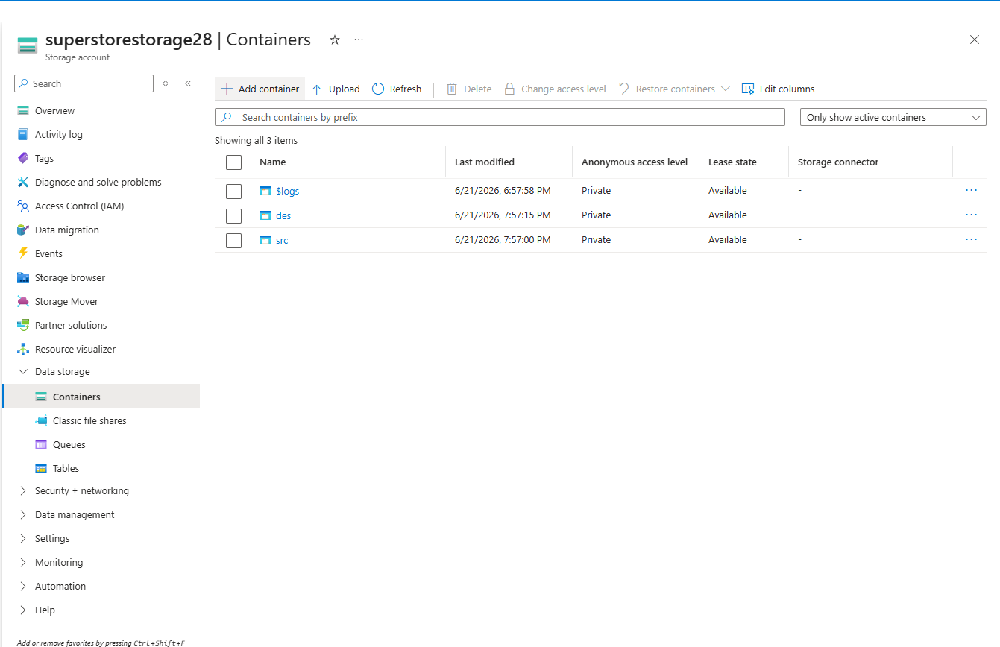 superstorestorage28 | Containers
Storage account
Search
Overview
Activity log
Tags
Diagnose and solve problems
Access Control (IAM)
Data migration
Events
Storage browser
Storage Mover
Partner solutions
Resource visualizer
Data storage
Containers
Classic file shares
Queues
Tables
Security + networking
Data management
Settings
Monitoring
Automation
Help
Add or remove favorites by pressing Ctrl+Shift+F
Add container Upload Refresh Delete Change access level Restore containers Edit columns
Search containers by prefix Only show active containers
Showing all 3 items
Name Last modified Anonymous access level Lease state Storage connector
$logs 6/21/2026, 6:57:58 PM Private Available -
des 6/21/2026, 7:57:15 PM Private Available -
src 6/21/2026, 7:57:00 PM Private Available -